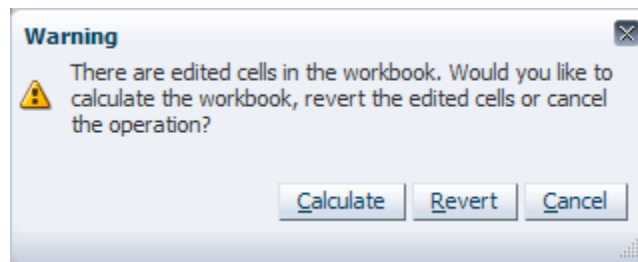 Warning
There are edited cells in the workbook. Would you like to
calculate the workbook, revert the edited cells or cancel
the operation?
Calculate Revert Cancel